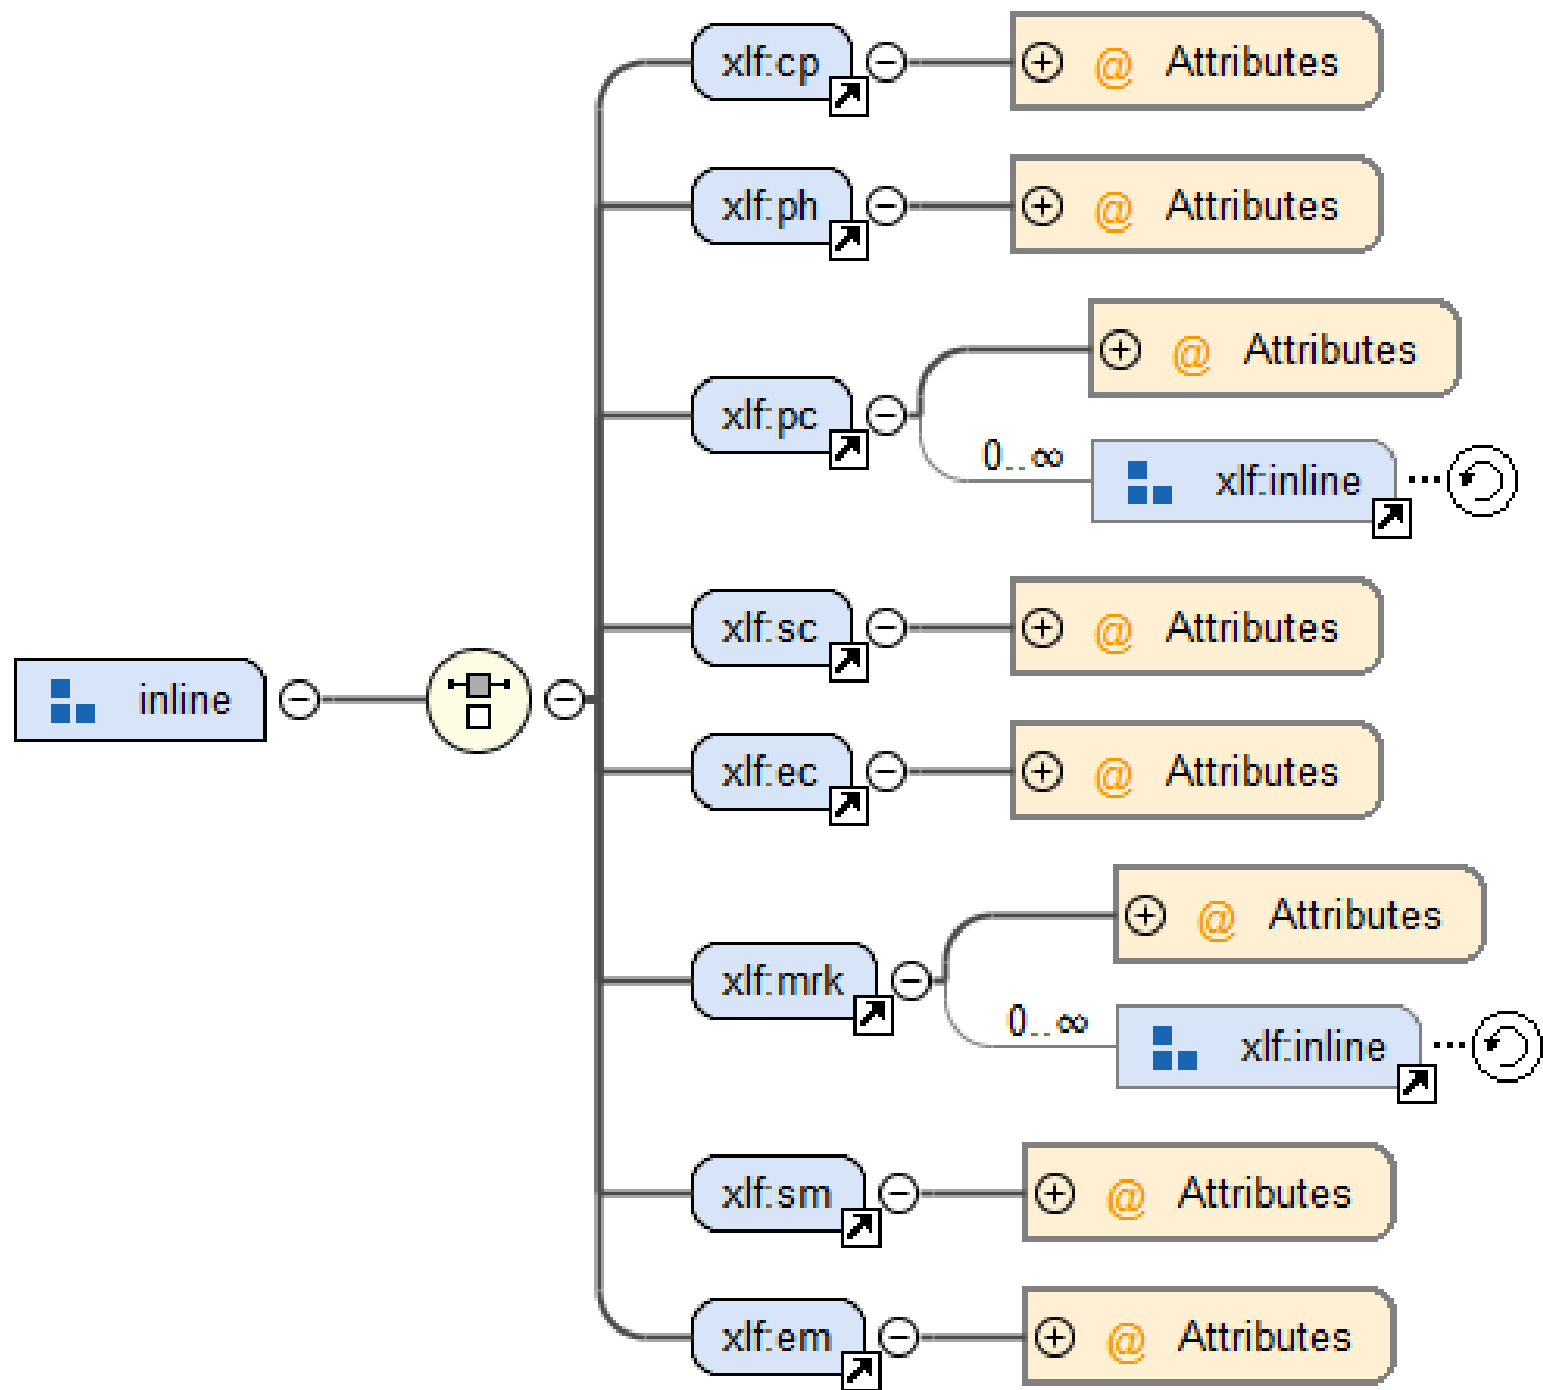 xlf:cp @ Attributes
xlf:ph @ Attributes
@ Attributes
xlf:pc
0..∞ xlf:inline
xlf:sc @ Attributes
inline
xlf:ec @ Attributes
@ Attributes
xlf:mrk
0..∞ xlf:inline
xlf:sm @ Attributes
xlf:em @ Attributes